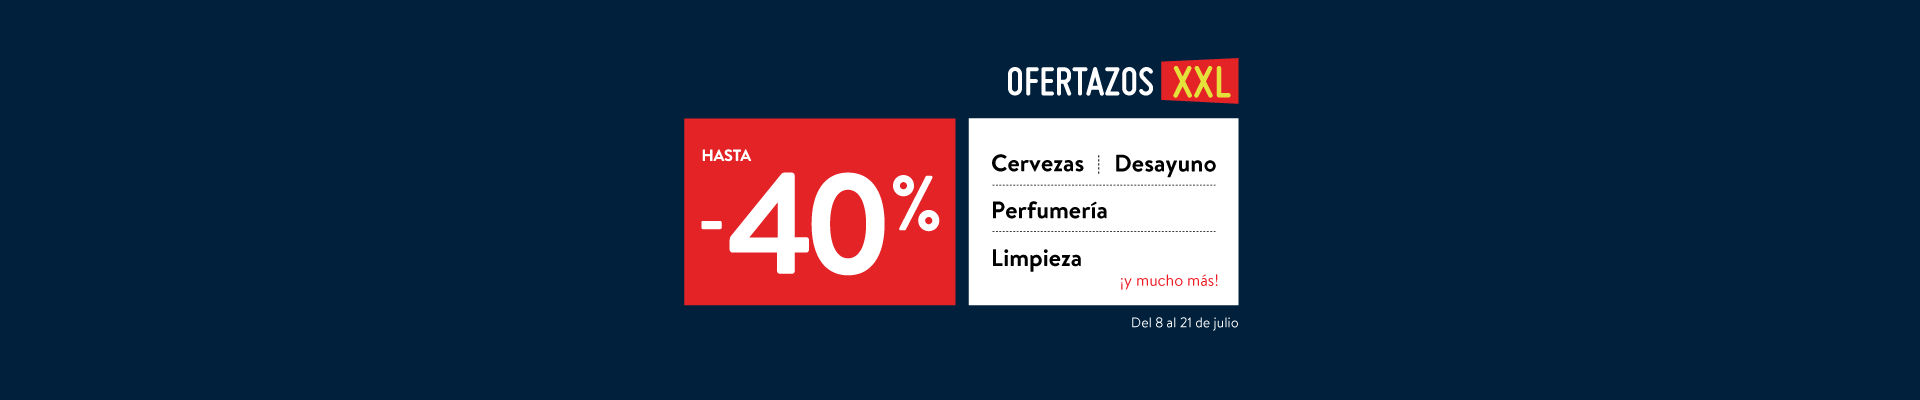 OFERTAZOS XXL
HASTA
-40%
Cervezas Desayuno
Perfumería
Limpieza
¡y mucho más!
Del 8 al 21 de julio